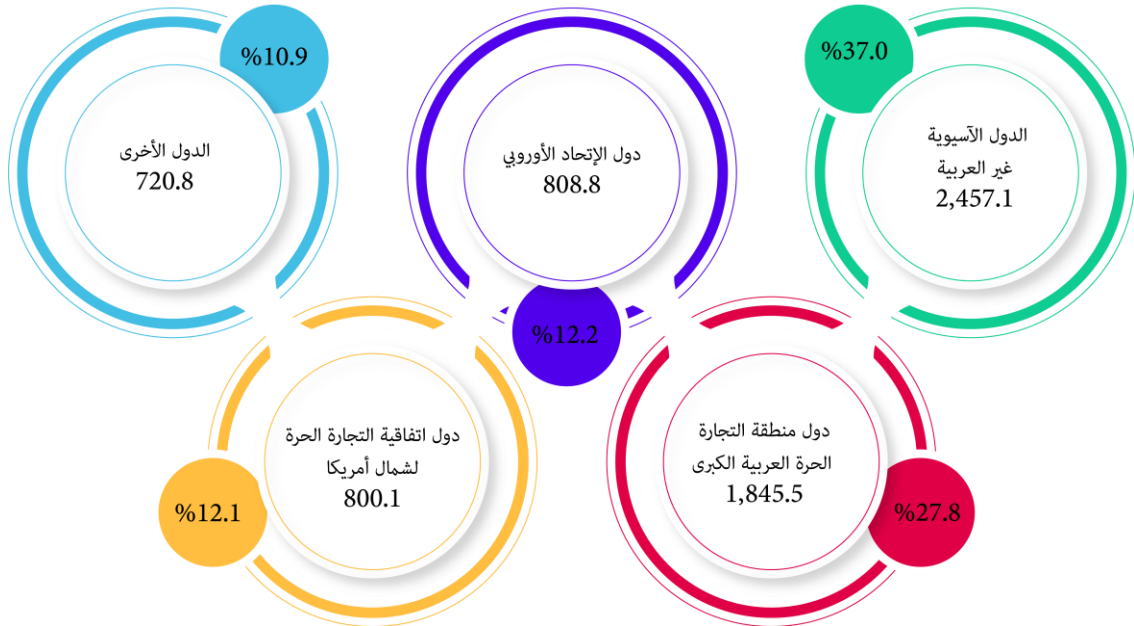 %37.0
الدول الآسيوية
غير العربية
2,457.1
%12.2
دول الإتحاد الأوروبي
808.8
%10.9
الدول الأخرى
720.8
%27.8
دول منطقة التجارة
الحرة العربية الكبرى
1,845.5
%12.1
دول اتفاقية التجارة الحرة
لشمال أمريكا
800.1